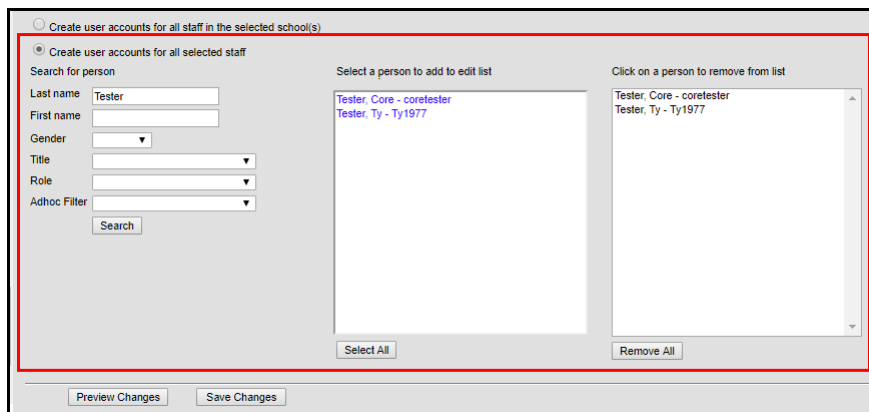 Create user accounts for all staff in the selected school(s)
Create user accounts for all selected staff
Search for person
Last name Tester
First name
Gender
Title
Role
Adhoc Filter
Search
Select a person to add to edit list
Tester, Core - coretester
Tester, Ty - Ty1977
Select All
Click on a person to remove from list
Tester, Core - coretester
Tester, Ty - Ty1977
Remove All
Preview Changes Save Changes